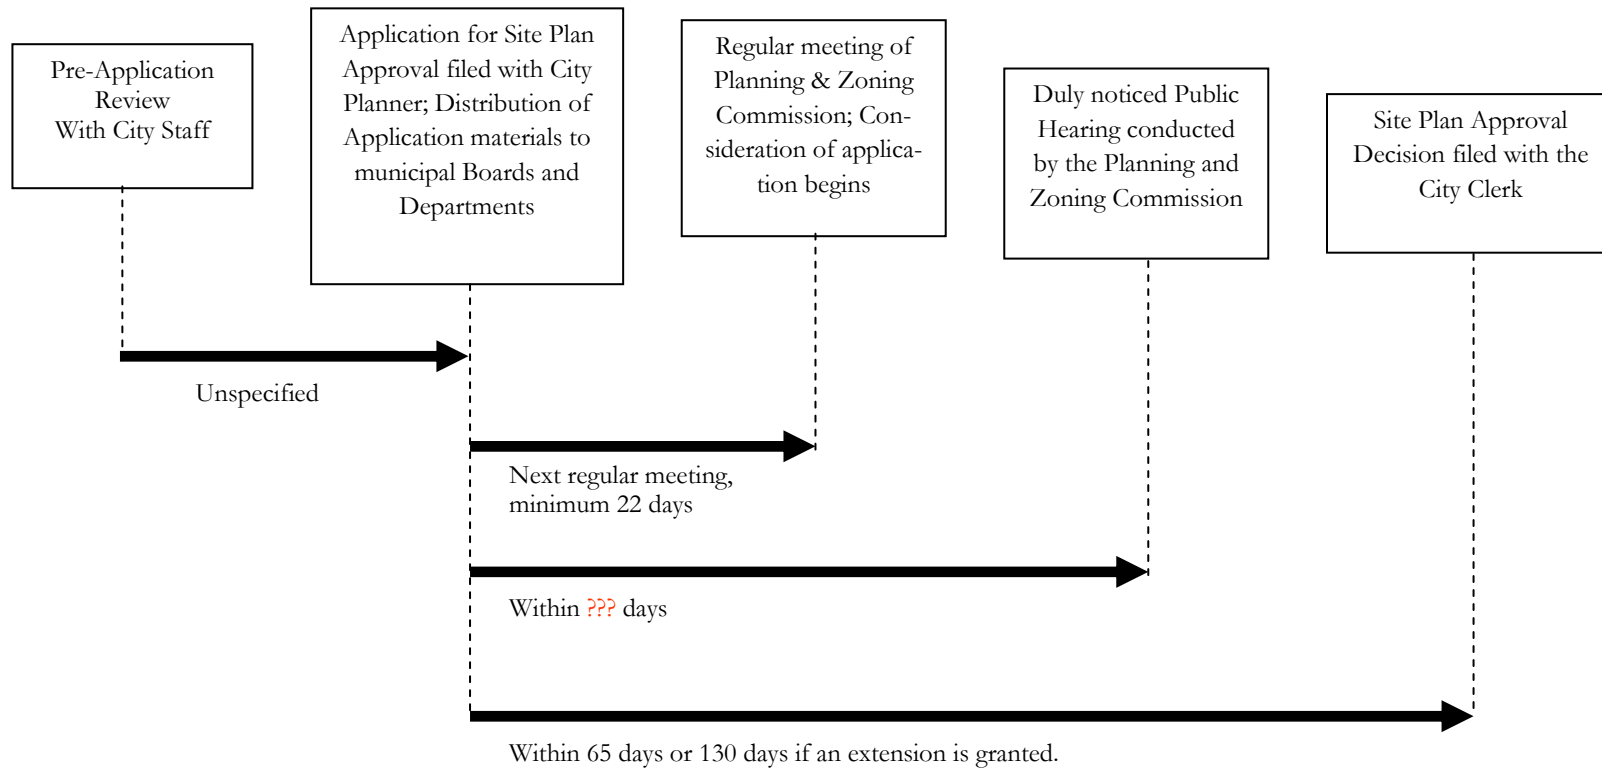 Pre-Application
Review
With City Staff
Application for Site Plan
Approval filed with City
Planner; Distribution of
Application materials to
municipal Boards and
Departments
Regular meeting of
Planning & Zoning
Commission; Con-
sideration of applica-
tion begins
Duly noticed Public
Hearing conducted
by the Planning and
Zoning Commission
Site Plan Approval
Decision filed with the
City Clerk
Unspecified
Next regular meeting,
minimum 22 days
Within ??? days
Within 65 days or 130 days if an extension is granted.